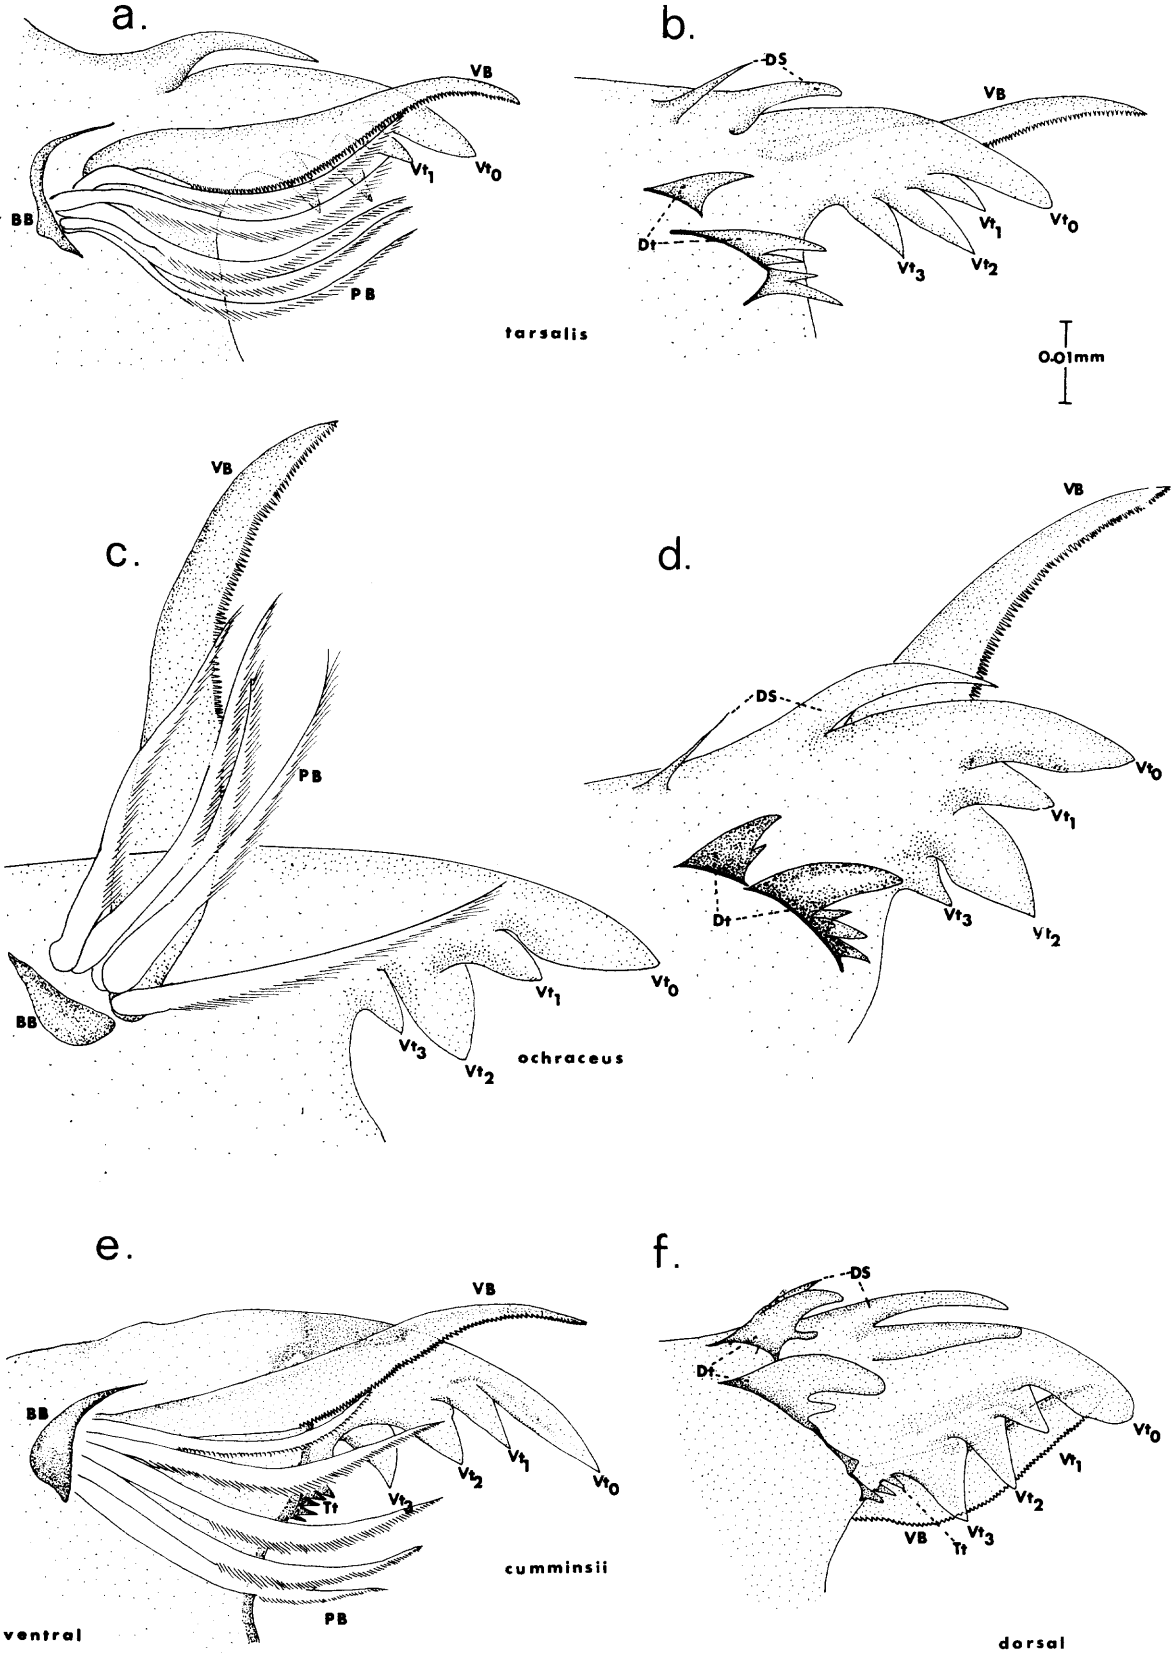 a.
b.
VB
DS
VB
BB
Vt1
Vt0
PB
tarsalis
Dt
Vt3
Vt2
Vt1
Vt0
0.01mm
c.
VB
PB
BB
Vt3
Vt2
Vt1
Vt0
ochraceus
d.
VB
DS
Dt
Vt3
Vt2
Vt1
Vt0
e.
VB
BB
Tt
Vt3
Vt2
Vt1
Vt0
PB
cumminsii
ventral
f.
DS
Dt
VB
Vt3
Tt
Vt2
Vt1
Vt0
dorsal